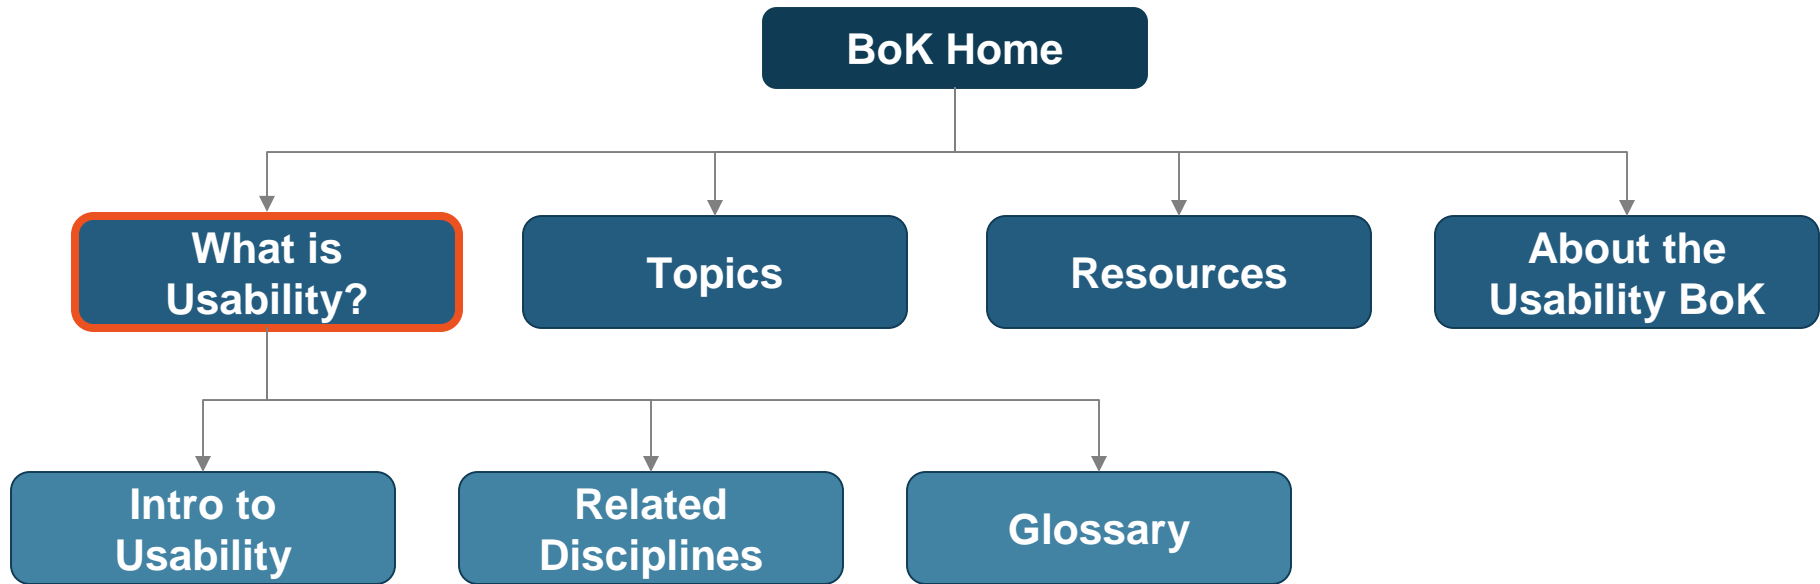 BoK Home
What is
Usability?
Topics
Resources
About the
Usability BoK
Intro to
Usability
Related
Disciplines
Glossary